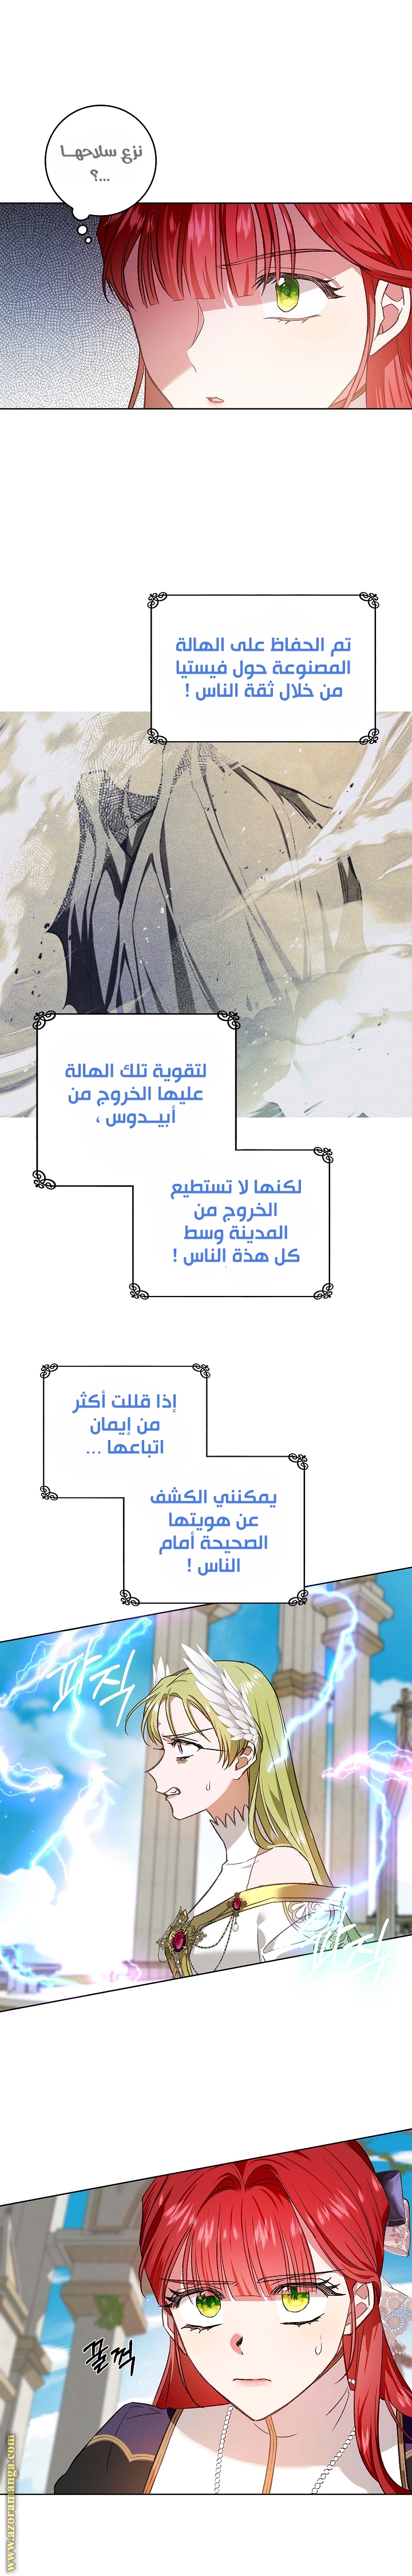 نزع سلاحهــا
...؟
تم الحفاظ على الهالة
المصنوعة حول فيستيا
من خلال ثقة الناس !
لتقوية تلك الهالة
عليها الخروج من
أبيــدوس ،
لكنها لا تستطيع
الخروج من
المدينة وسط
كل هذة الناس !
إذا قللت أكثر
من إيمان
اتباعها ...
يمكنني الكشف
عن هويتها
الصحيحة أمام
الناس !
파직
파직
꿀꺽
www.azoramanga.com